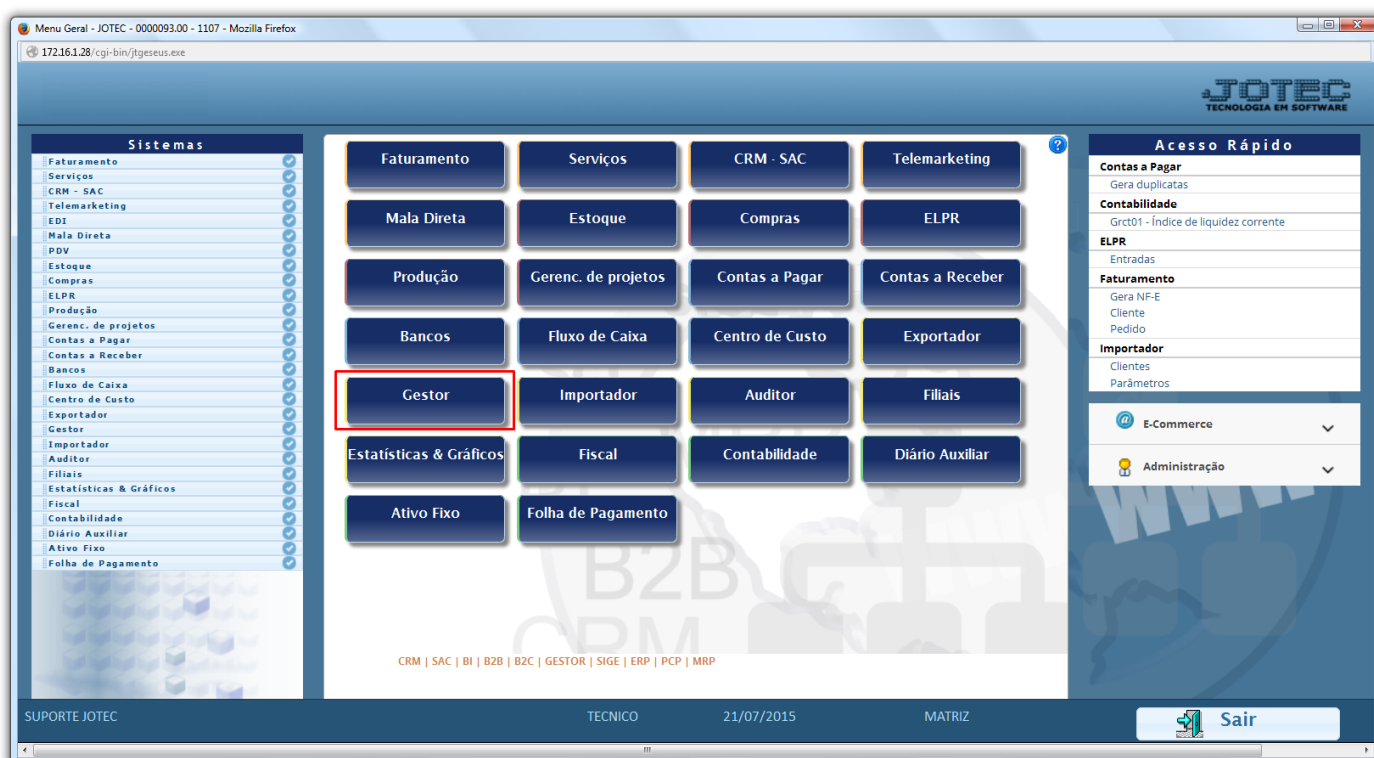 Menu Geral - JOTEC - 0000093.00 - 1107 - Mozilla Firefox
172.16.1.28/cgi-bin/jtgeseus.exe
JOTEC
TECNOLOGIA EM SOFTWARE
Sistemas
Faturamento
Serviços
CRM - SAC
Telemarketing
EDI
Mala Direta
PDV
Estoque
Compras
ELPR
Produção
Gerenc. de projetos
Contas a Pagar
Contas a Receber
Bancos
Fluxo de Caixa
Centro de Custo
Exportador
Gestor
Importador
Auditor
Filiais
Estatísticas & Gráficos
Fiscal
Contabilidade
Diário Auxiliar
Ativo Fixo
Folha de Pagamento
Faturamento Serviços CRM - SAC Telemarketing
Mala Direta Estoque Compras ELPR
Produção Gerenc. de projetos Contas a Pagar Contas a Receber
Bancos Fluxo de Caixa Centro de Custo Exportador
Gestor Importador Auditor Filiais
Estatísticas & Gráficos Fiscal Contabilidade Diário Auxiliar
Ativo Fixo Folha de Pagamento
B2B
CRM
WWW
CRM | SAC | BI | B2B | B2C | GESTOR | SIGE | ERP | PCP | MRP
?
Acesso Rápido
Contas a Pagar
Gera duplicatas
Contabilidade
Grct01 - Índice de liquidez corrente
ELPR
Entradas
Faturamento
Gera NF-E
Cliente
Pedido
Importador
Clientes
Parâmetros
@ E-Commerce
Administração
SUPORTE JOTEC TECNICO 21/07/2015 MATRIZ Sair